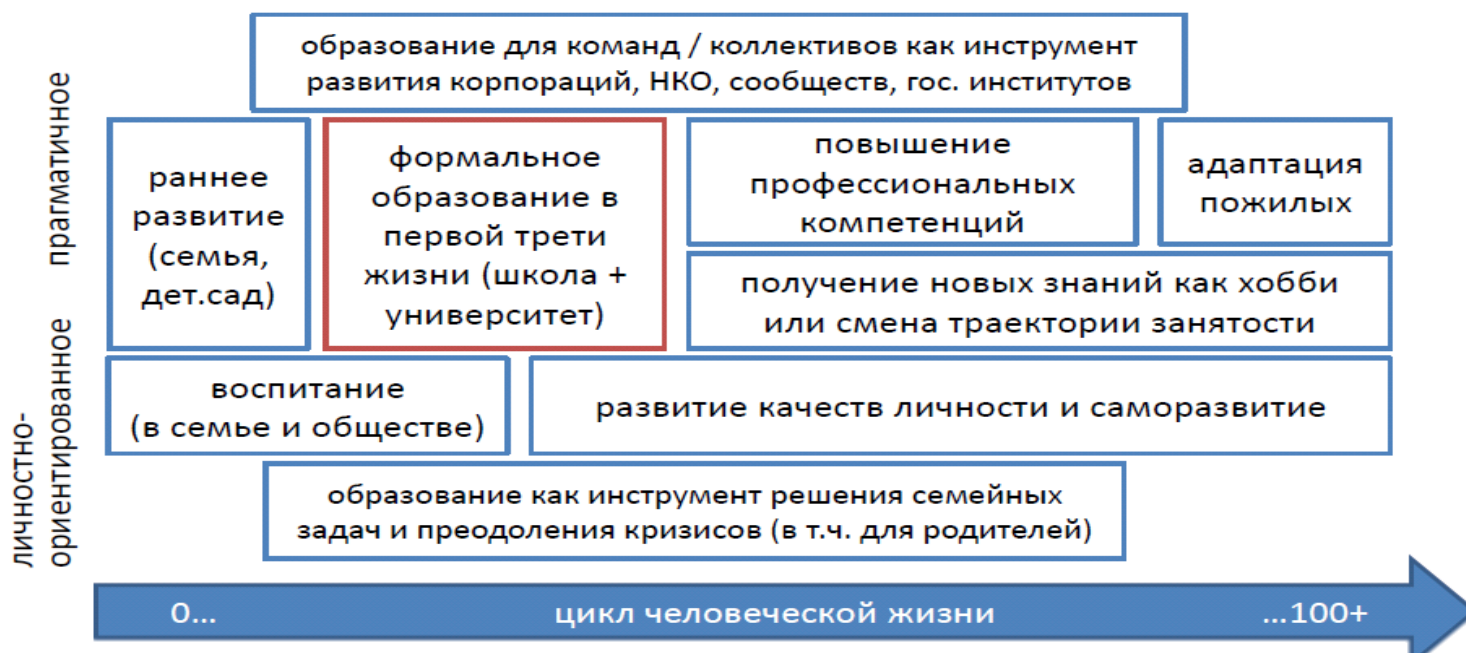 образование для команд / коллективов как инструмент
развития корпораций, НКО, сообществ, гос. институтов
прагматичное
раннее
развитие
(семья,
дет.сад)
формальное
образование в
первой трети
жизни (школа +
университет)
повышение
профессиональных
компетенций
адаптация
пожилых
получение новых знаний как хобби
или смена траектории занятости
личностно-
ориентированное
воспитание
(в семье и обществе)
развитие качеств личности и саморазвитие
образование как инструмент решения семейных
задач и преодоления кризисов (в т.ч. для родителей)
0... цикл человеческой жизни ...100+